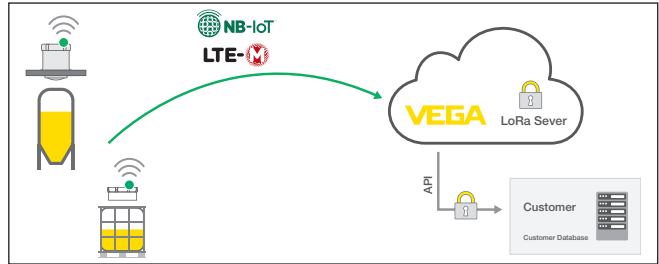 NB-IoT
LTE-M
VEGA
LoRa Sever
API
Customer
Customer Database